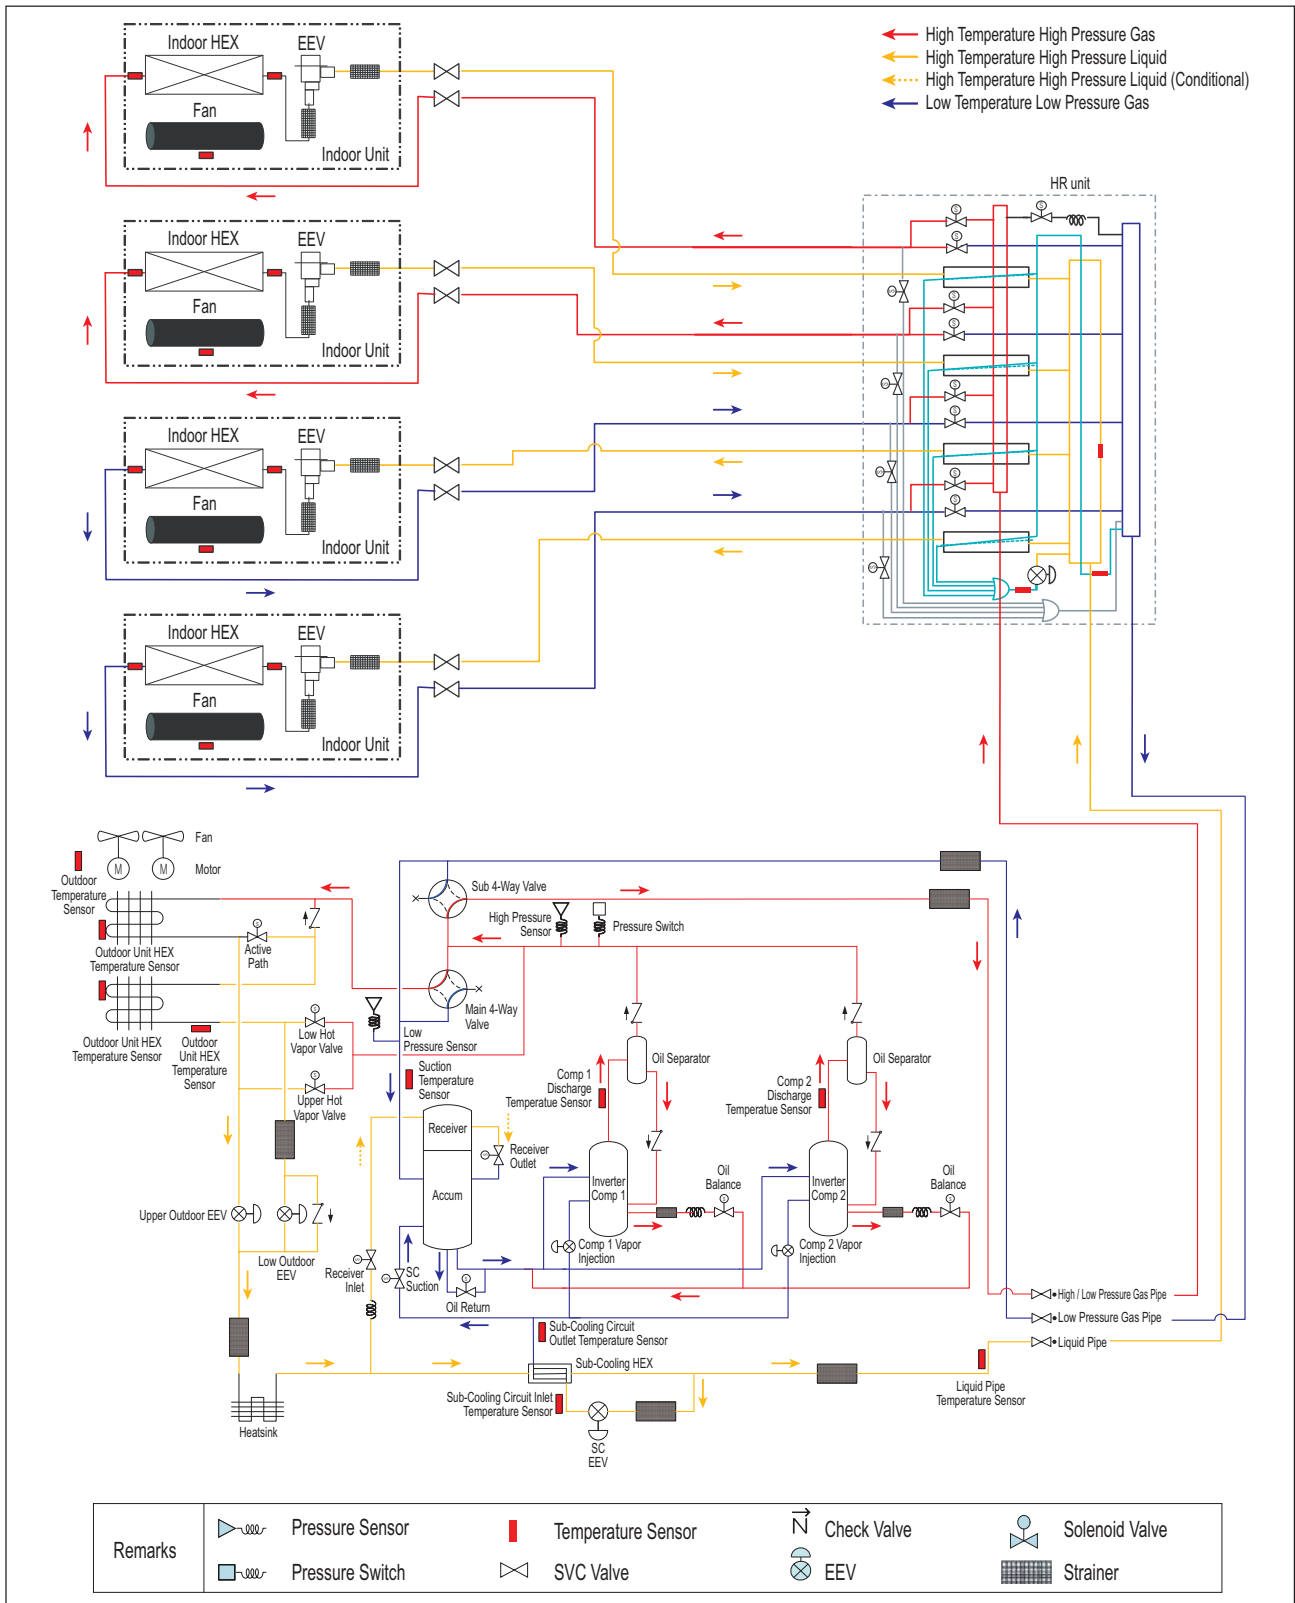 High Temperature High Pressure Gas
High Temperature High Pressure Liquid
High Temperature High Pressure Liquid (Conditional)
Low Temperature Low Pressure Gas
Indoor HEX
EEV
Fan
Indoor Unit
Indoor HEX
EEV
Fan
Indoor Unit
Indoor HEX
EEV
Fan
Indoor Unit
Indoor HEX
EEV
Fan
Indoor Unit
HR unit
S
S
S
S
S
S
S
S
S
S
S
S
S
Fan
M
M
Motor
Outdoor
Temperature
Sensor
Outdoor Unit HEX
Temperature Sensor
S
Active
Path
Outdoor Unit HEX
Temperature Sensor
Outdoor
Unit HEX
Temperature
Sensor
S
Low Hot
Vapor Valve
S
Upper Hot
Vapor Valve
Sub 4-Way Valve
High Pressure
Sensor
Pressure Switch
Main 4-Way
Valve
Low
Pressure Sensor
Suction
Temperature
Sensor
Oil Separator
Oil Separator
Comp 1
Discharge
Temperatue Sensor
Comp 2
Discharge
Temperatue Sensor
Receiver
S
Receiver
Outlet
Accum
Inverter
Comp 1
Oil
Balance
S
Inverter
Comp 2
Oil
Balance
S
Upper Outdoor EEV
Low Outdoor
EEV
S
Receiver
Inlet
S
SC
Suction
S
Oil Return
Comp 1 Vapor
Injection
Comp 2 Vapor
Injection
High / Low Pressure Gas Pipe
Low Pressure Gas Pipe
Liquid Pipe
Sub-Cooling Circuit
Outlet Temperature Sensor
Sub-Cooling HEX
Sub-Cooling Circuit Inlet
Temperature Sensor
SC
EEV
Liquid Pipe
Temperature Sensor
Heatsink
Remarks
Pressure Sensor
Temperature Sensor
Check Valve
Solenoid Valve
Pressure Switch
SVC Valve
EEV
Strainer